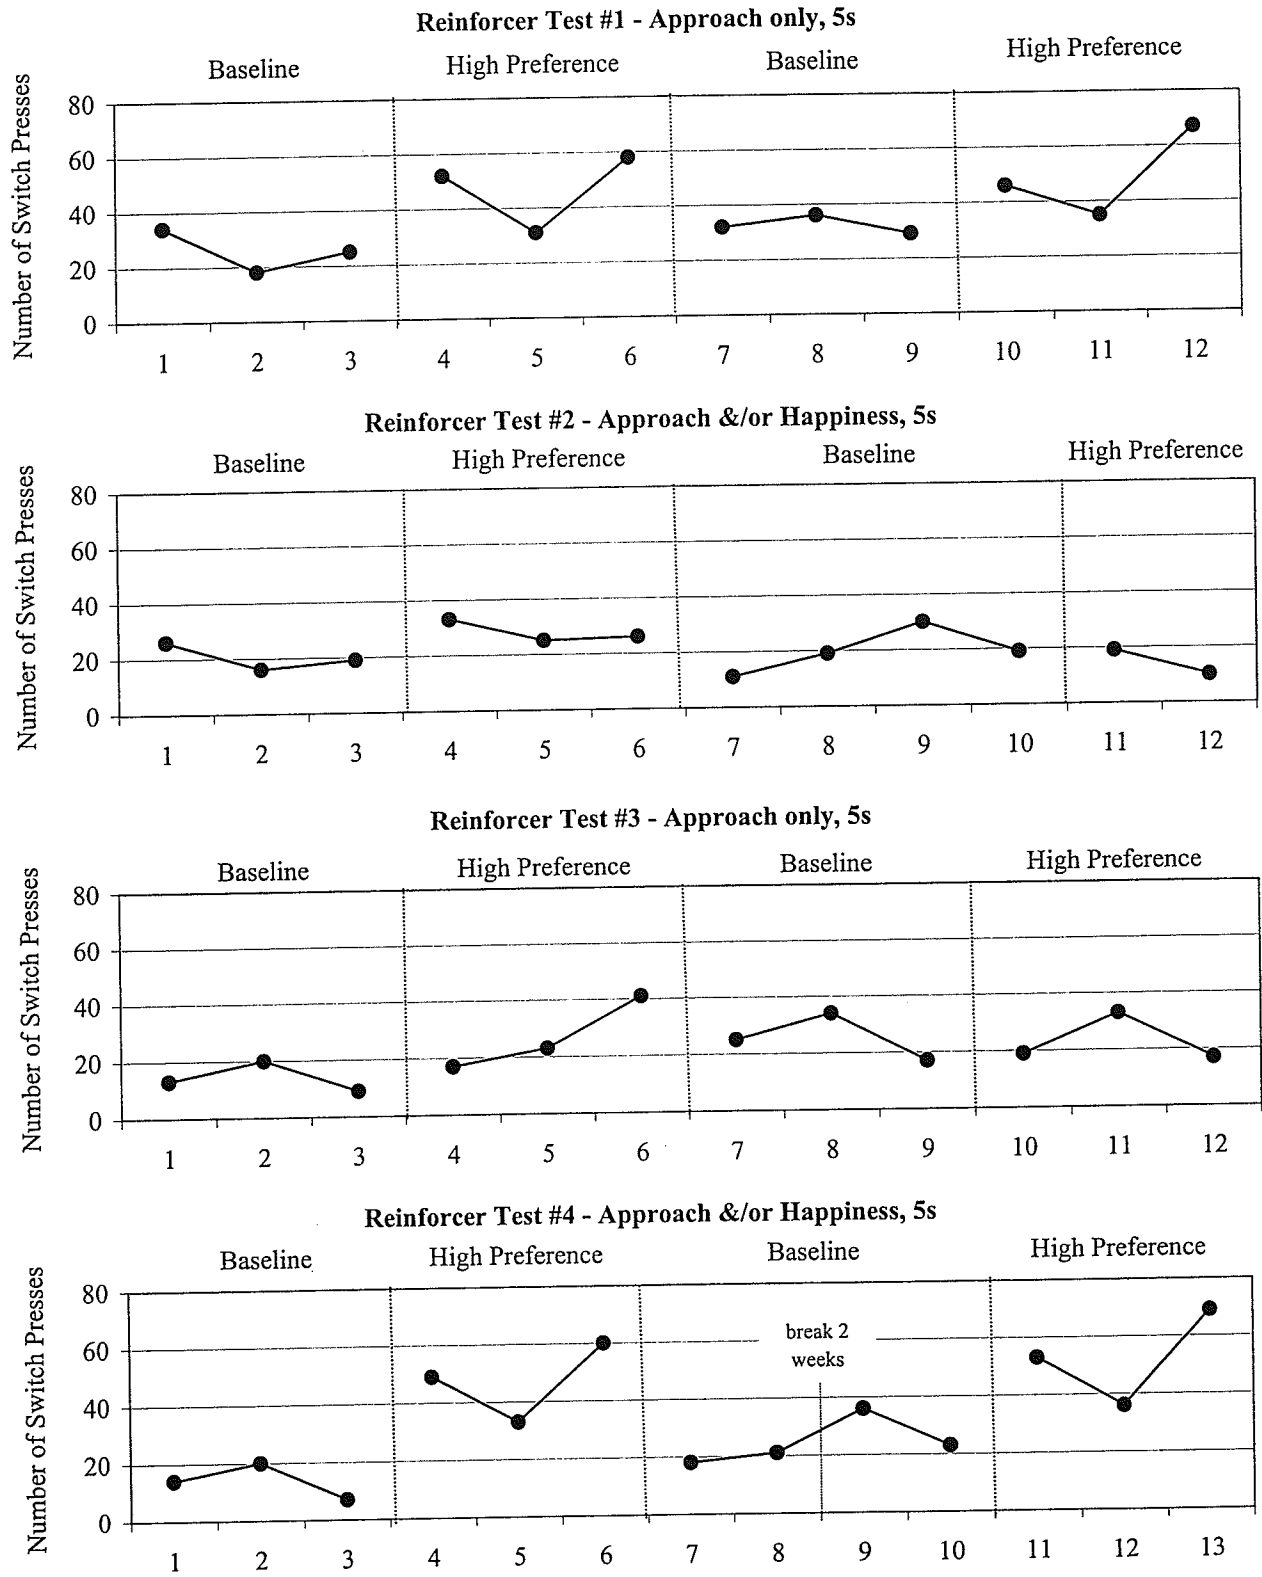 Reinforcer Test #1 - Approach only, 5s
Baseline High Preference Baseline High Preference
Number of Switch Presses
80
60
40
20
0
1 2 3 4 5 6 7 8 9 10 11 12
Reinforcer Test #2 - Approach &/or Happiness, 5s
Baseline High Preference Baseline High Preference
Number of Switch Presses
80
60
40
20
0
1 2 3 4 5 6 7 8 9 10 11 12
Reinforcer Test #3 - Approach only, 5s
Baseline High Preference Baseline High Preference
Number of Switch Presses
80
60
40
20
0
1 2 3 4 5 6 7 8 9 10 11 12
Reinforcer Test #4 - Approach &/or Happiness, 5s
Baseline High Preference Baseline High Preference
Number of Switch Presses
80
60
40
20
0
break 2
weeks
1 2 3 4 5 6 7 8 9 10 11 12 13